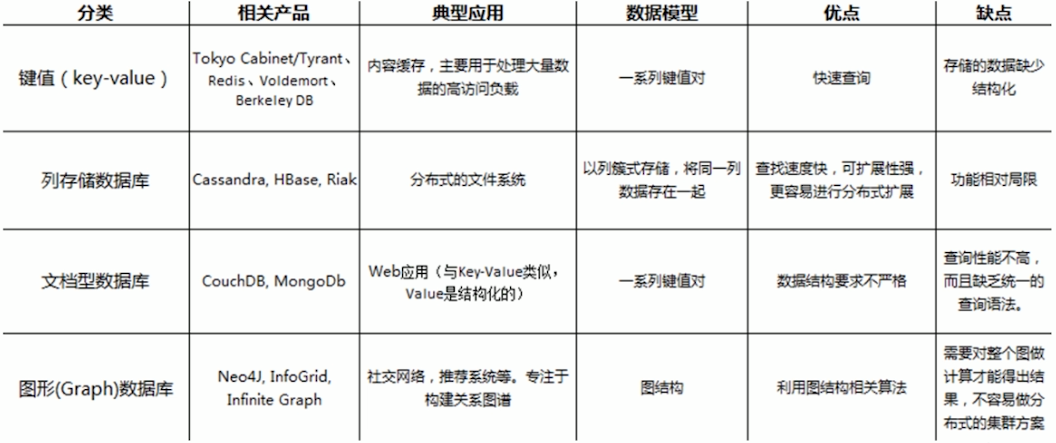 分类 相关产品 典型应用 数据模型 优点 缺点
键值（key-value）
Tokyo Cabinet/Tyrant、
Redis、Voldemort、
Berkeley DB
内容缓存，主要用于处理大量数
据的高访问负载
一系列键值对
快速查询
存储的数据缺少
结构化
列存储数据库
Cassandra, HBase, Riak
分布式的文件系统
以列簇式存储，将同一列
数据存在一起
查找速度快，可扩展性强，
更容易进行分布式扩展
功能相对局限
文档型数据库
CouchDB, MongoDb
Web应用（与Key-Value类似，
Value是结构化的）
一系列键值对
数据结构要求不严格
查询性能不高，
而且缺乏统一的
查询语法。
图形(Graph)数据库
Neo4J, InfoGrid,
Infinite Graph
社交网络，推荐系统等。专注于
构建关系图谱
图结构
利用图结构相关算法
需要对整个图做
计算才能得出结
果，不容易做分
布式的集群方案